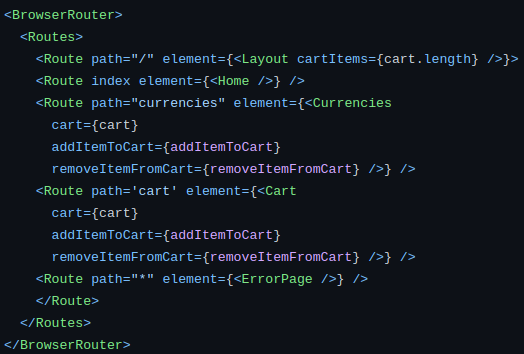 <BrowserRouter>
  <Routes>
    <Route path="/" element={<Layout cartItems={cart.length} />}>
    <Route index element={<Home />} />
    <Route path="currencies" element={<Currencies
      cart={cart}
      addItemToCart={addItemToCart}
      removeItemFromCart={removeItemFromCart} />} />
    <Route path='cart' element={<Cart
      cart={cart}
      addItemToCart={addItemToCart}
      removeItemFromCart={removeItemFromCart} />} />
    <Route path="*" element={<ErrorPage />} />
    </Route>
  </Routes>
</BrowserRouter>